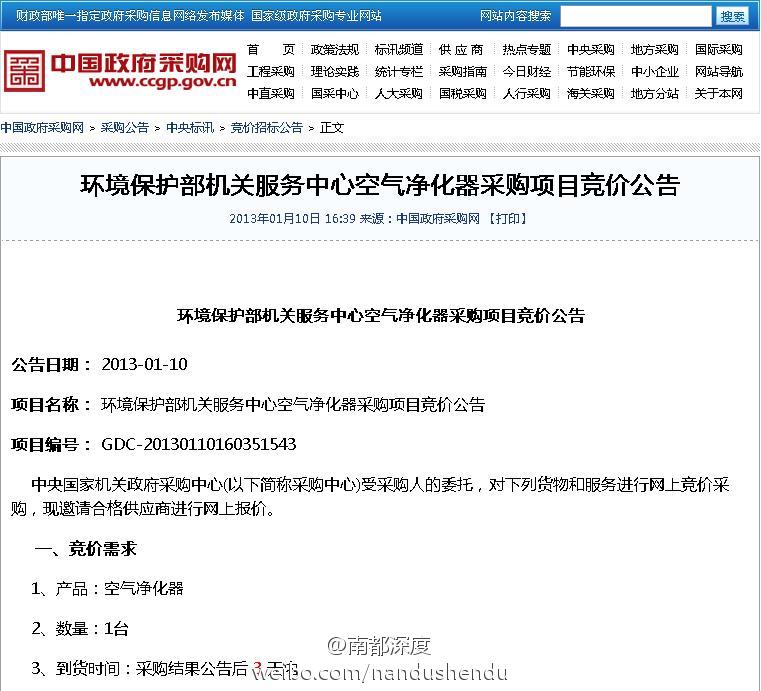 财政部唯一指定政府采购信息网络发布媒体 国家级政府采购专业网站 网站内容搜索 搜索
中国政府采购网
www.ccgp.gov.cn
首 页 政策法规 标讯频道 供 应 商 热点专题 中央采购 地方采购 国际采购
工程采购 理论实践 统计专栏 采购指南 今日财经 节能环保 中小企业 网站导航
中直采购 国采中心 人大采购 国税采购 人行采购 海关采购 地方分站 关于本网
中国政府采购网 > 采购公告 > 中央标讯 > 竞价招标公告 > 正文
环境保护部机关服务中心空气净化器采购项目竞价公告
2013年01月10日 16:39 来源：中国政府采购网 【打印】
环境保护部机关服务中心空气净化器采购项目竞价公告
公告日期： 2013-01-10
项目名称： 环境保护部机关服务中心空气净化器采购项目竞价公告
项目编号： GDC-20130110160351543
中央国家机关政府采购中心(以下简称采购中心)受采购人的委托，对下列货物和服务进行网上竞价采
购，现邀请合格供应商进行网上报价。
一、竞价需求
1、产品：空气净化器
2、数量：1台
@南都深度
3、到货时间：采购结果公告后 3 天内
weibo.com/nandushendu